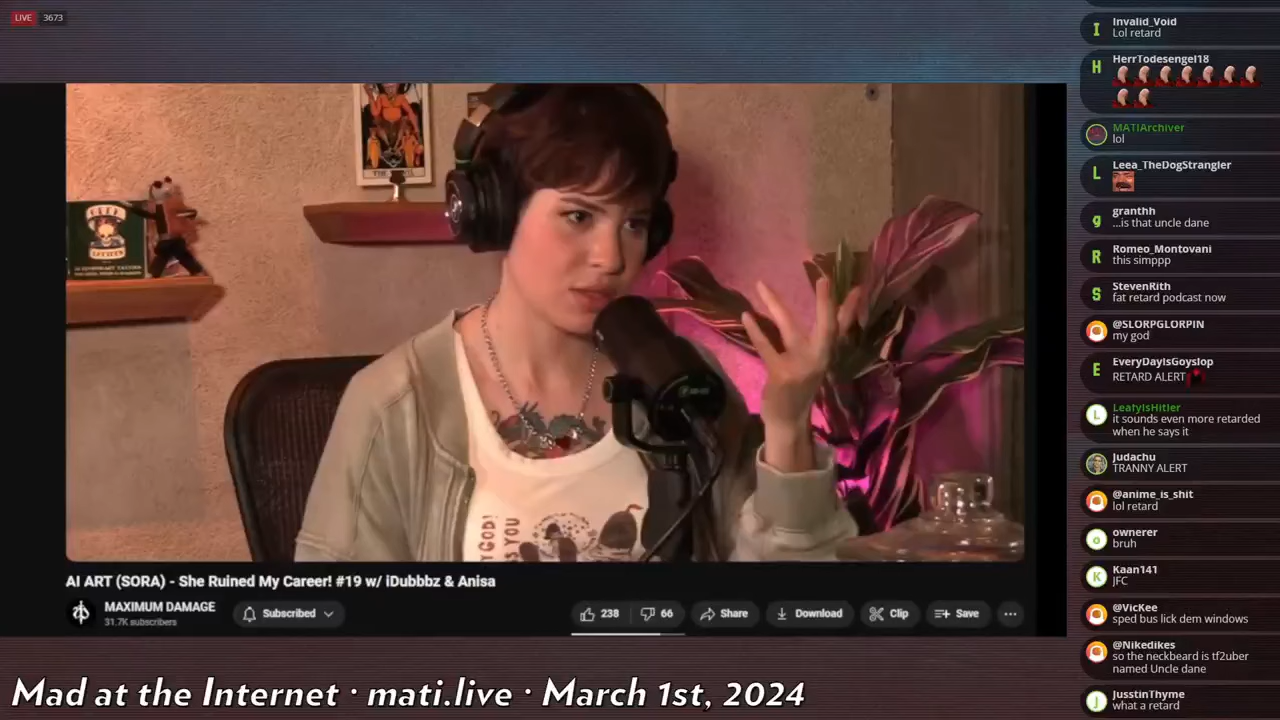 LIVE 3673
AI ART (SORA) - She Ruined My Career! #19 w/ iDubbbz & Anisa
MAXIMUM DAMAGE
31.7K subscribers
Subscribed
238
66
Share
Download
Clip
Save
Mad at the Internet · mati.live · March 1st, 2024
Invalid_Void
Lol retard
HerrTodesengel18
MATIArchiver
lol
Leea_TheDogStrangler
granthh
...is that uncle dane
Romeo_Montovani
this simppp
StevenRith
fat retard podcast now
@SLORPGLORPIN
my god
EveryDayIsGoyslop
RETARD ALERT
LeafyIsHitler
it sounds even more retarded
when he says it
Judachu
TRANNY ALERT
@anime_is_shit
lol retard
ownerer
bruh
Kaan141
JFC
@VicKee
sped bus lick dem windows
@Nikedikes
so the neckbeard is tf2uber
named Uncle dane
JusstinThyme
what a retard